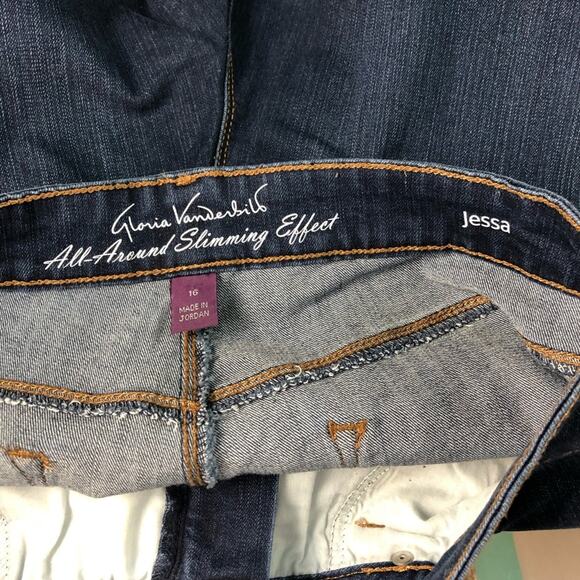 Gloria Vanderbilt
All-Around Slimming Effect
Jessa
16
MADE IN
JORDAN